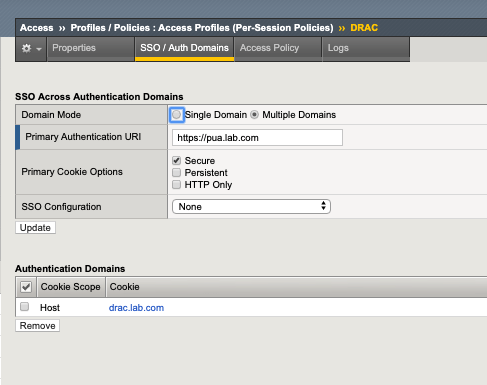 Access ›› Profiles / Policies : Access Profiles (Per-Session Policies) ›› DRAC
Properties SSO / Auth Domains Access Policy Logs
SSO Across Authentication Domains
Domain Mode Single Domain Multiple Domains
Primary Authentication URI https://pua.lab.com
Primary Cookie Options Secure
Persistent
HTTP Only
SSO Configuration None
Update
Authentication Domains
Cookie Scope Cookie
Host drac.lab.com
Remove